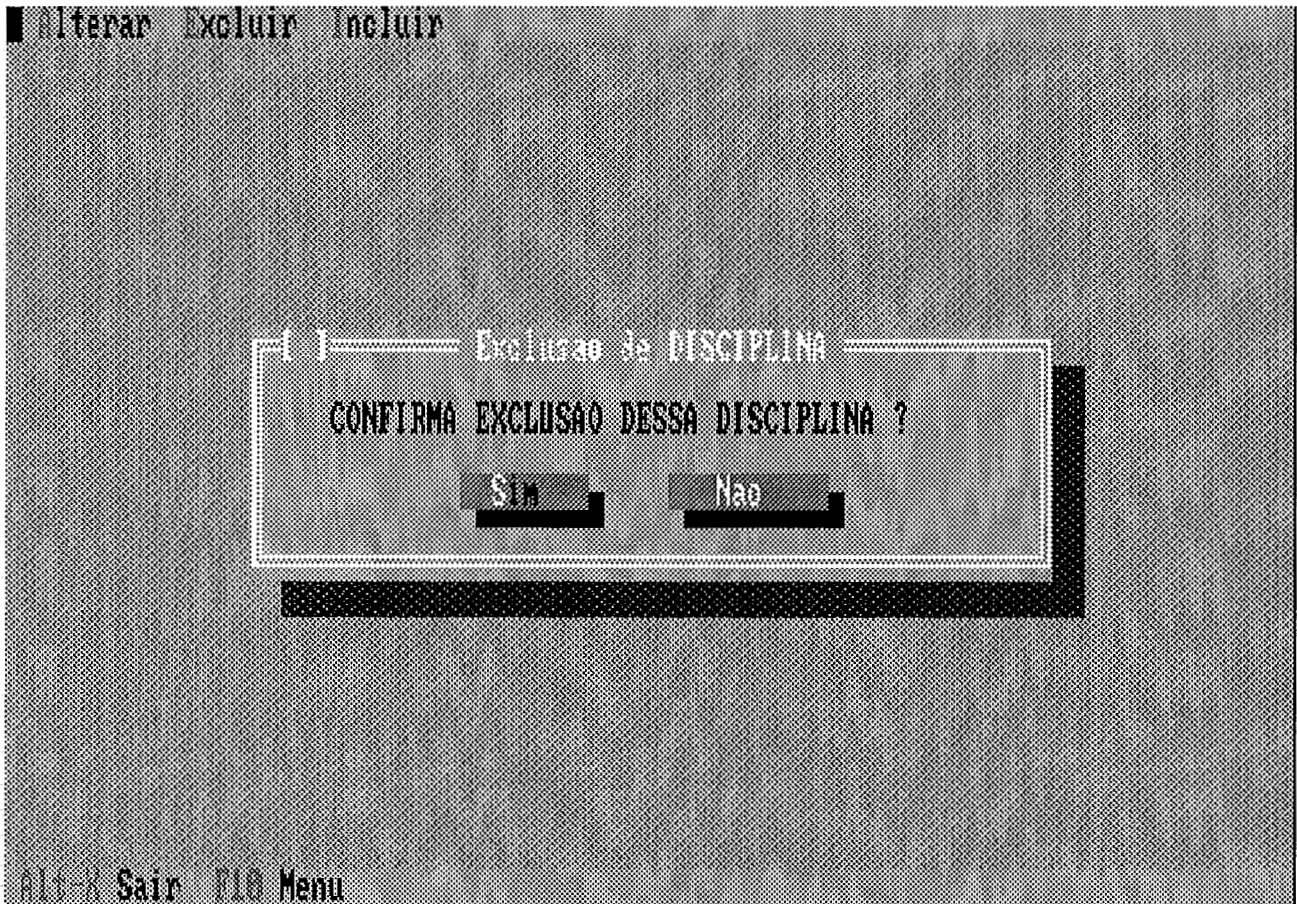 Alterar Excluir Incluir
[ ] Exclusao de DISCIPLINA
CONFIRMA EXCLUSAO DESSA DISCIPLINA ?
Sim Nao
Alt-X Sair F10 Menu